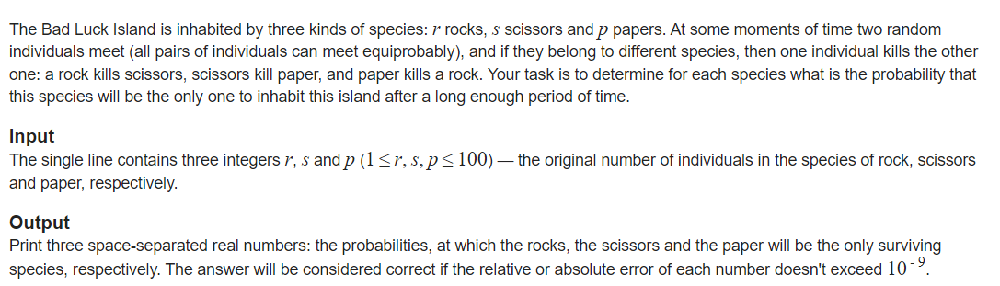 The Bad Luck Island is inhabited by three kinds of species: r rocks, s scissors and p papers. At some moments of time two random
individuals meet (all pairs of individuals can meet equiprobably), and if they belong to different species, then one individual kills the other
one: a rock kills scissors, scissors kill paper, and paper kills a rock. Your task is to determine for each species what is the probability that
this species will be the only one to inhabit this island after a long enough period of time.
Input
The single line contains three integers r, s and p (1 ≤ r, s, p ≤ 100) — the original number of individuals in the species of rock, scissors
and paper, respectively.
Output
Print three space-separated real numbers: the probabilities, at which the rocks, the scissors and the paper will be the only surviving
species, respectively. The answer will be considered correct if the relative or absolute error of each number doesn't exceed 10⁻⁹.